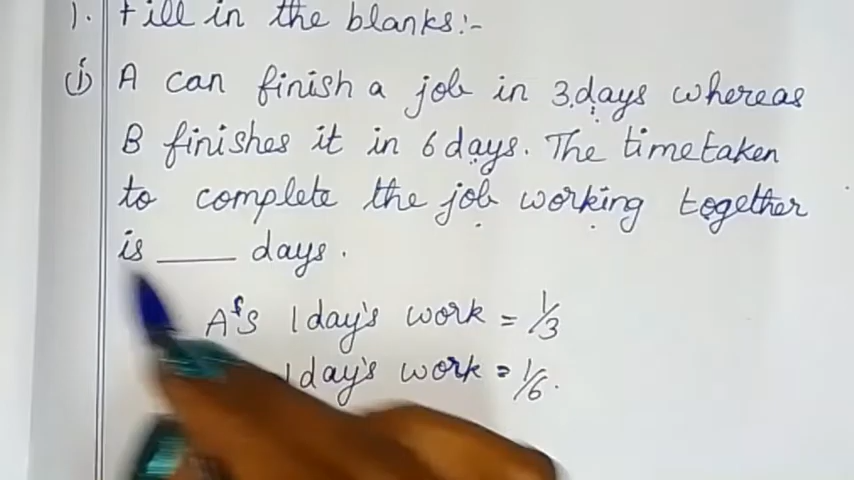 1. Fill in the blanks:-
(i) A can finish a job in 3 days whereas
B finishes it in 6 days. The time taken
to complete the job working together
is ____ days.
A's 1 day's work = 1/3
1 day's work = 1/6.